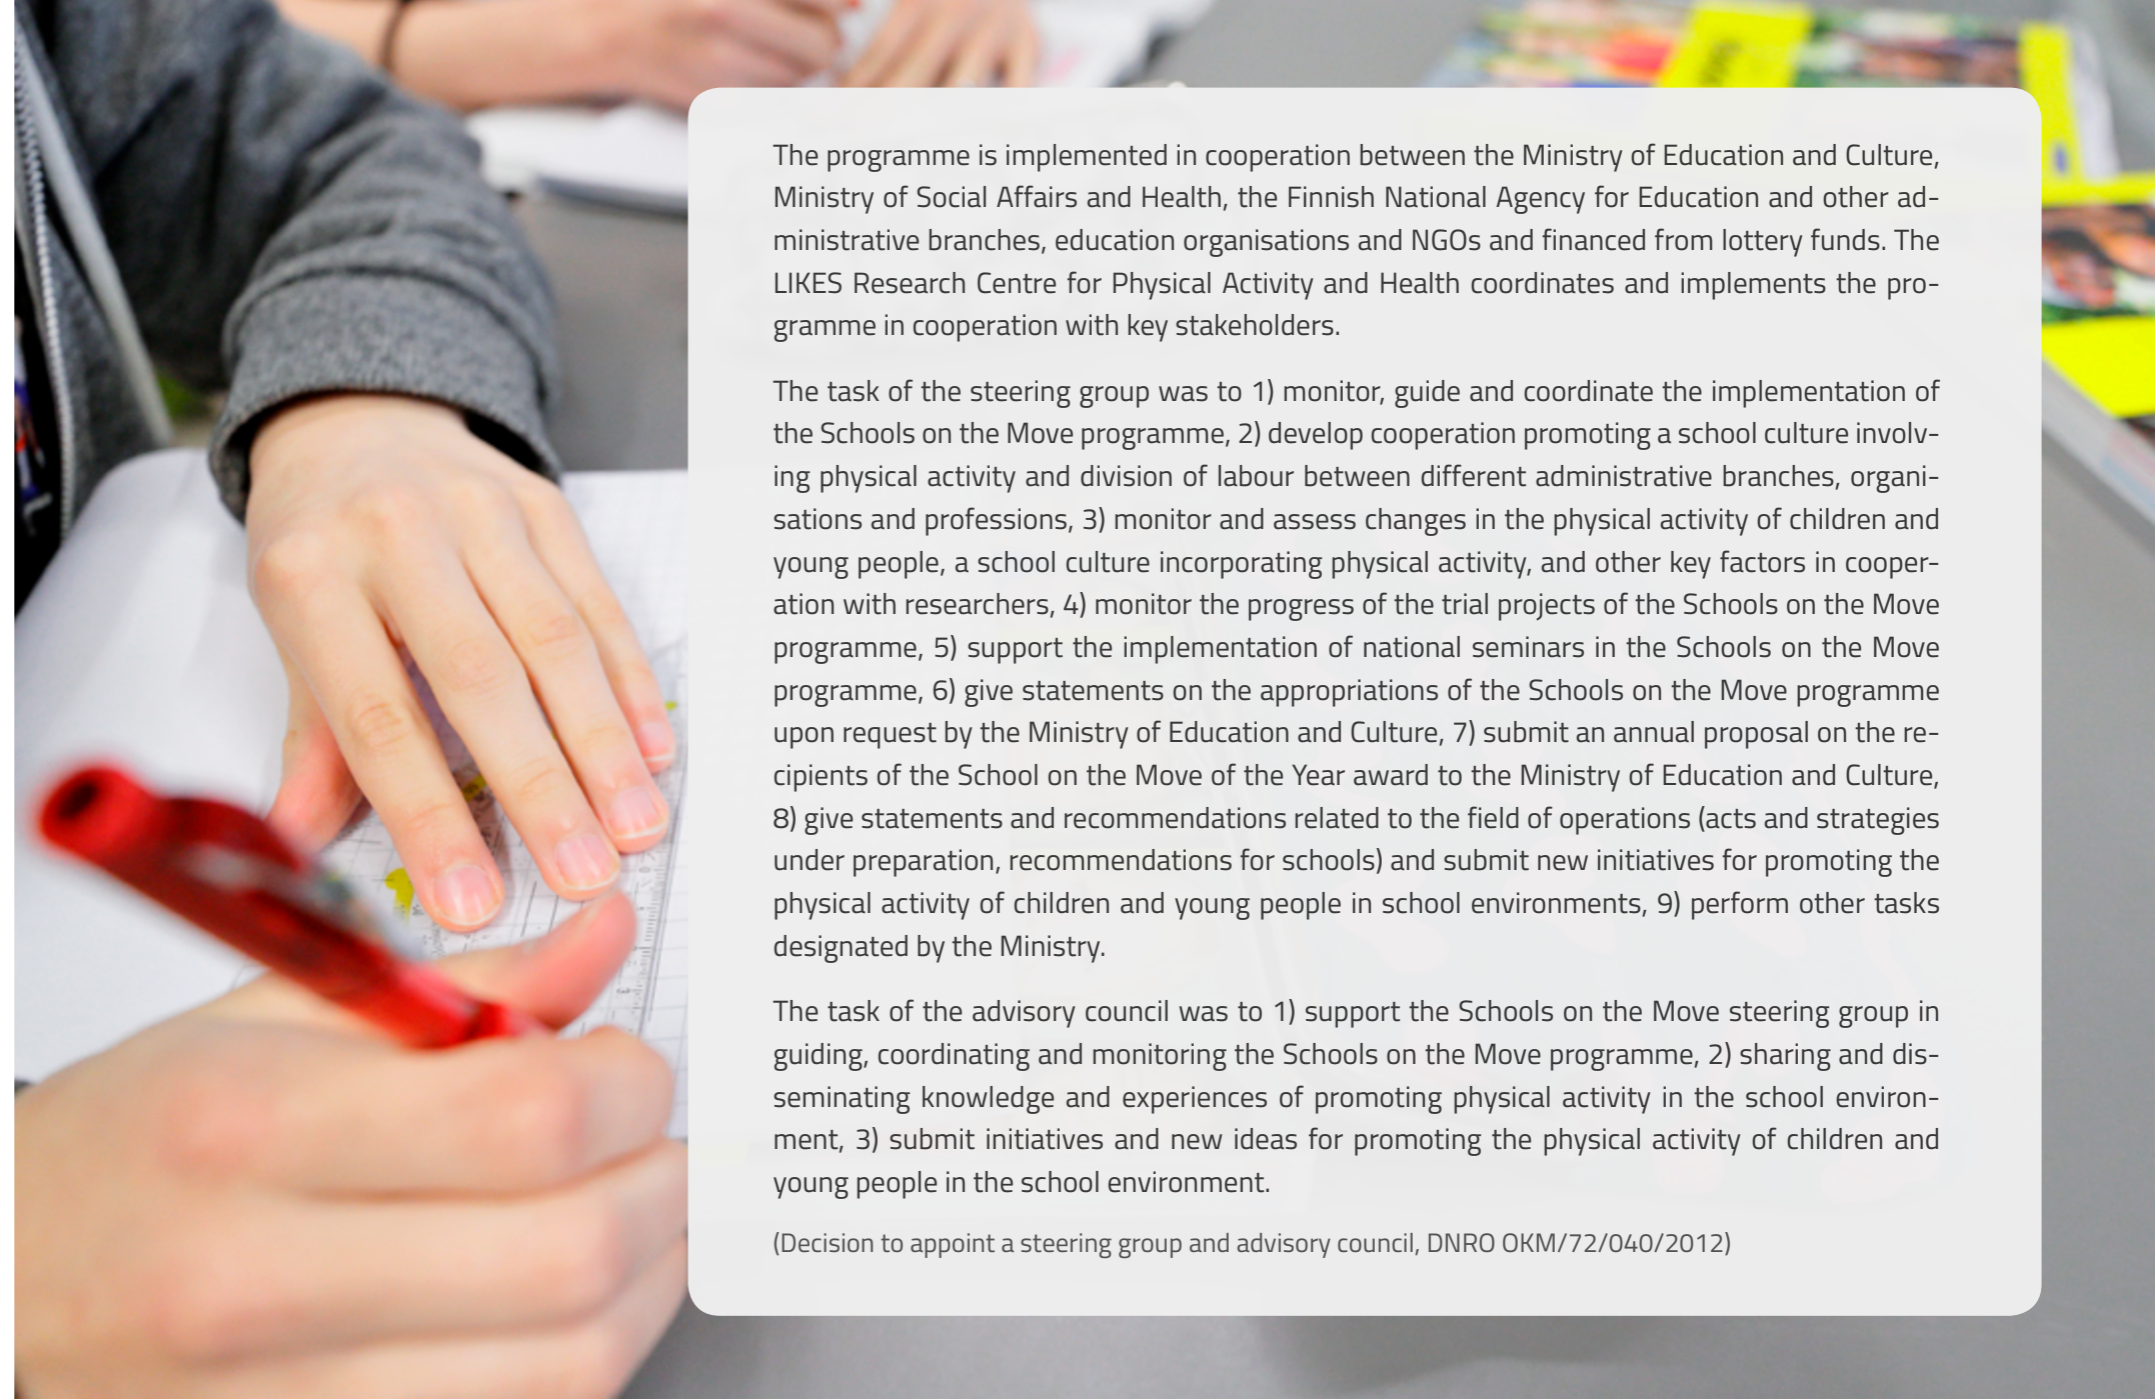 The programme is implemented in cooperation between the Ministry of Education and Culture,
Ministry of Social Affairs and Health, the Finnish National Agency for Education and other ad-
ministrative branches, education organisations and NGOs and financed from lottery funds. The
LIKES Research Centre for Physical Activity and Health coordinates and implements the pro-
gramme in cooperation with key stakeholders.
The task of the steering group was to 1) monitor, guide and coordinate the implementation of
the Schools on the Move programme, 2) develop cooperation promoting a school culture involv-
ing physical activity and division of labour between different administrative branches, organi-
sations and professions, 3) monitor and assess changes in the physical activity of children and
young people, a school culture incorporating physical activity, and other key factors in cooper-
ation with researchers, 4) monitor the progress of the trial projects of the Schools on the Move
programme, 5) support the implementation of national seminars in the Schools on the Move
programme, 6) give statements on the appropriations of the Schools on the Move programme
upon request by the Ministry of Education and Culture, 7) submit an annual proposal on the re-
cipients of the School on the Move of the Year award to the Ministry of Education and Culture,
8) give statements and recommendations related to the field of operations (acts and strategies
under preparation, recommendations for schools) and submit new initiatives for promoting the
physical activity of children and young people in school environments, 9) perform other tasks
designated by the Ministry.
The task of the advisory council was to 1) support the Schools on the Move steering group in
guiding, coordinating and monitoring the Schools on the Move programme, 2) sharing and dis-
seminating knowledge and experiences of promoting physical activity in the school environ-
ment, 3) submit initiatives and new ideas for promoting the physical activity of children and
young people in the school environment.
(Decision to appoint a steering group and advisory council, DNRO OKM/72/040/2012)